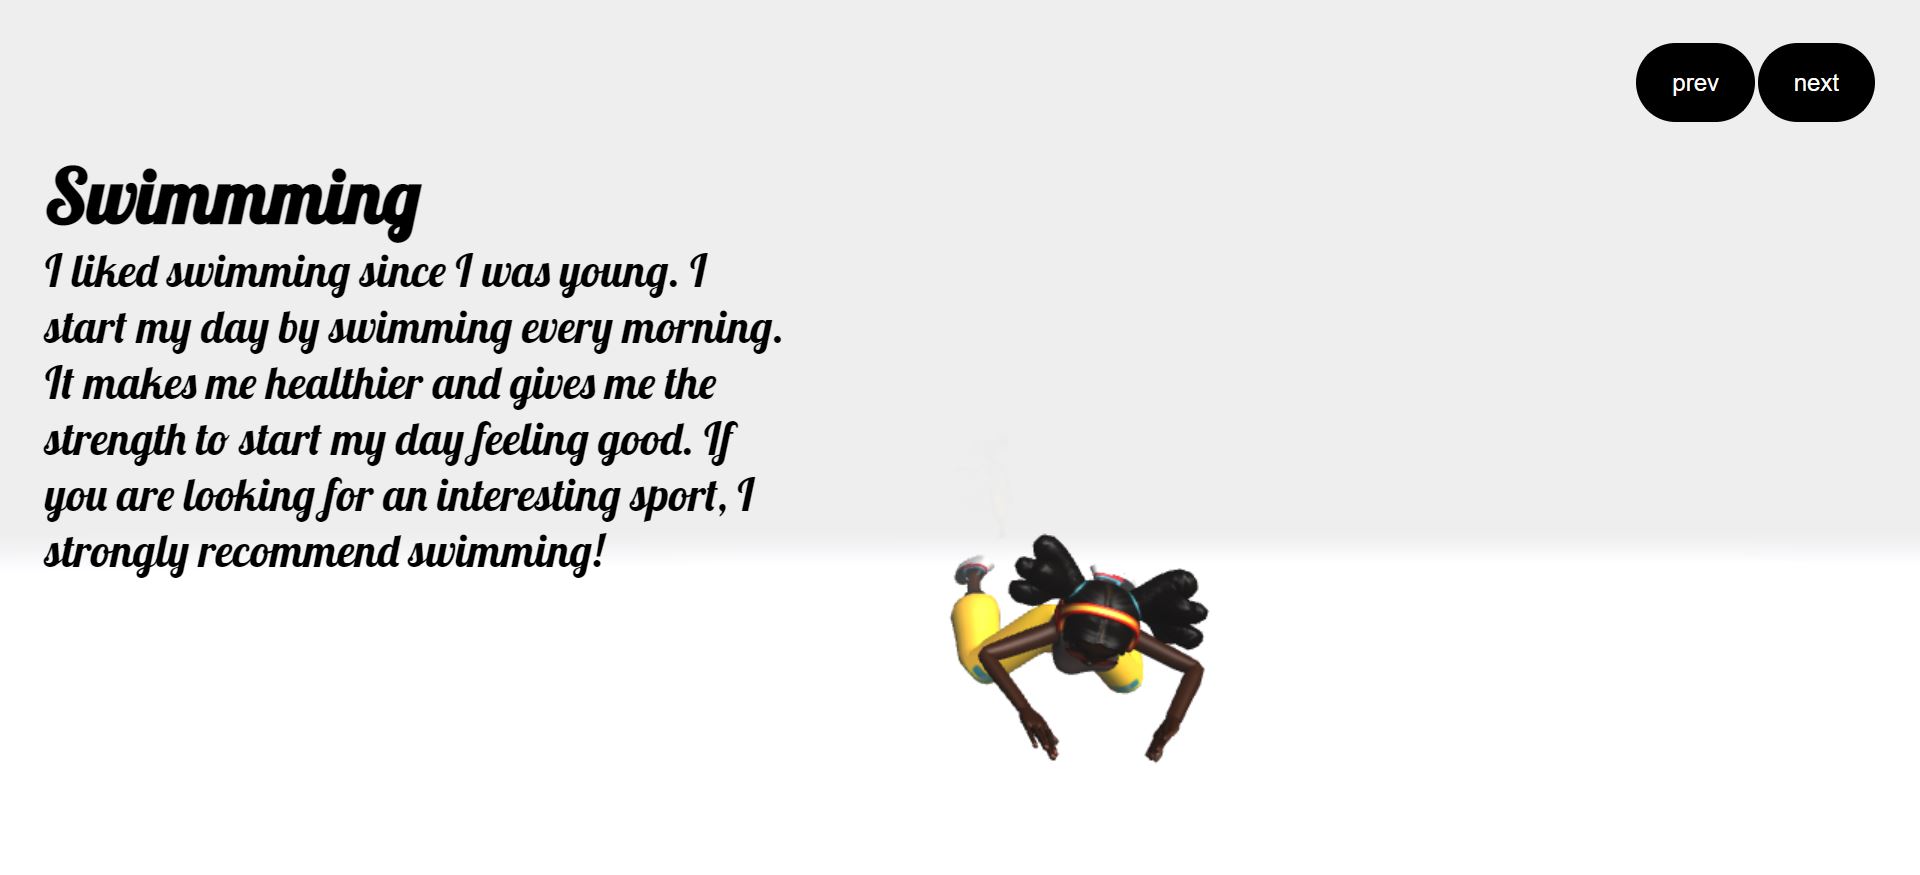 prev next
Swimmming
I liked swimming since I was young. I
start my day by swimming every morning.
It makes me healthier and gives me the
strength to start my day feeling good. If
you are looking for an interesting sport, I
strongly recommend swimming!